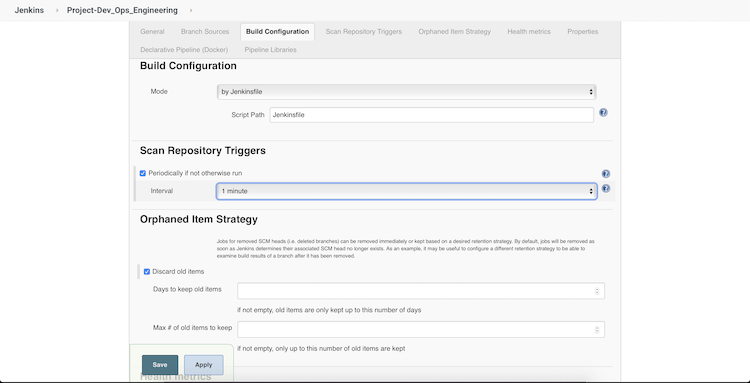 Jenkins › Project-Dev_Ops_Engineering ›
General Branch Sources Build Configuration Scan Repository Triggers Orphaned Item Strategy Health metrics Properties
Declarative Pipeline (Docker) Pipeline Libraries
Build Configuration
Mode by Jenkinsfile
Script Path Jenkinsfile
Scan Repository Triggers
Periodically if not otherwise run
Interval 1 minute
Orphaned Item Strategy
Jobs for removed SCM heads (i.e. deleted branches) can be removed immediately or kept based on a desired retention strategy. By default, jobs will be removed as
soon as Jenkins determines their associated SCM head no longer exists. As an example, it may be useful to configure a different retention strategy to be able to
examine build results of a branch after it has been removed.
Discard old items
Days to keep old items
if not empty, old items are only kept up to this number of days
Max # of old items to keep
if not empty, only up to this number of old items are kept
Save Apply
Health metrics